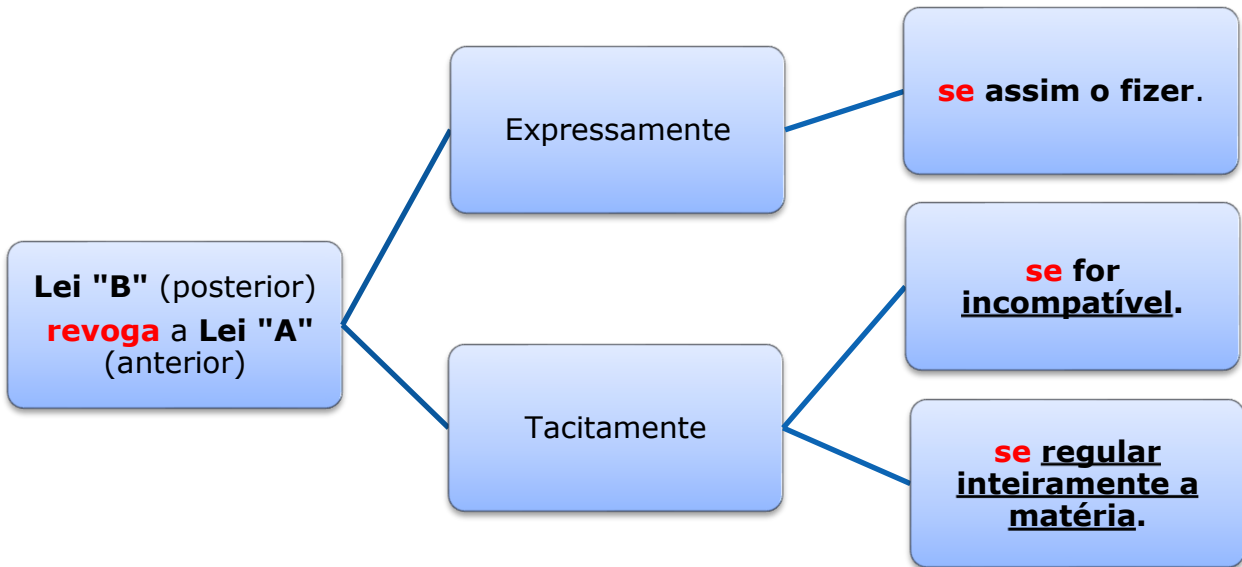 Lei "B" (posterior)
revoga a Lei "A"
(anterior)
Expressamente
se assim o fizer.
Tacitamente
se for
incompatível.
se regular
inteiramente a
matéria.